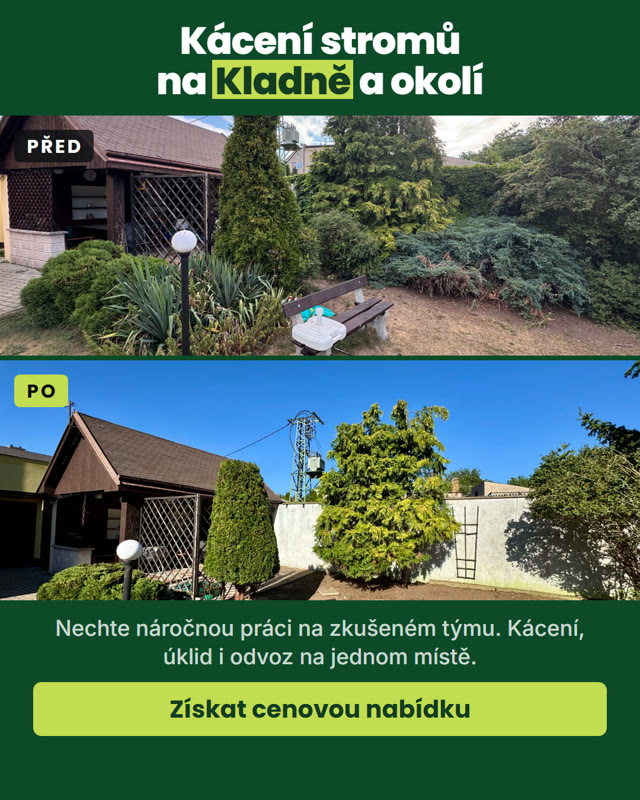 Kácení stromů
na Kladně a okolí
PŘED
PO
Nechte náročnou práci na zkušeném týmu. Kácení,
úklid i odvoz na jednom místě.
Získat cenovou nabídku